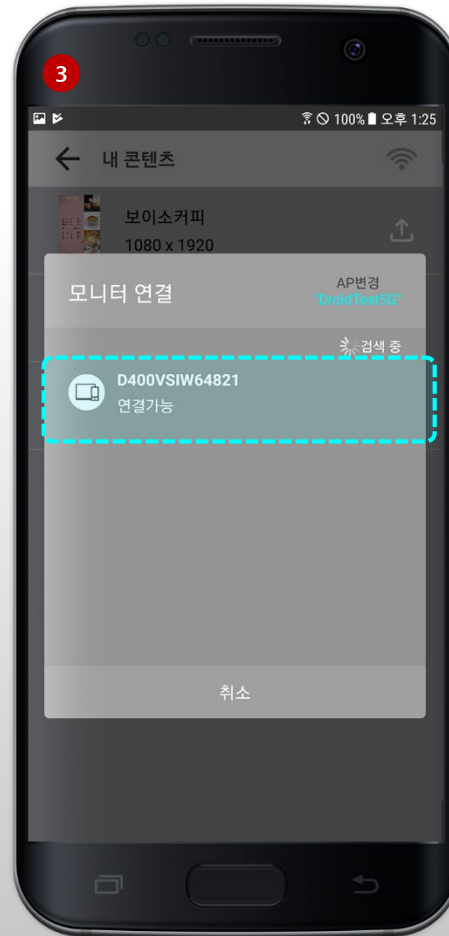 3
100% 오후 1:25
내 콘텐츠
보이소커피
1080 x 1920
모니터 연결
AP변경
"DroidTest5G"
검색 중
D400VSIW64821
연결가능
취소